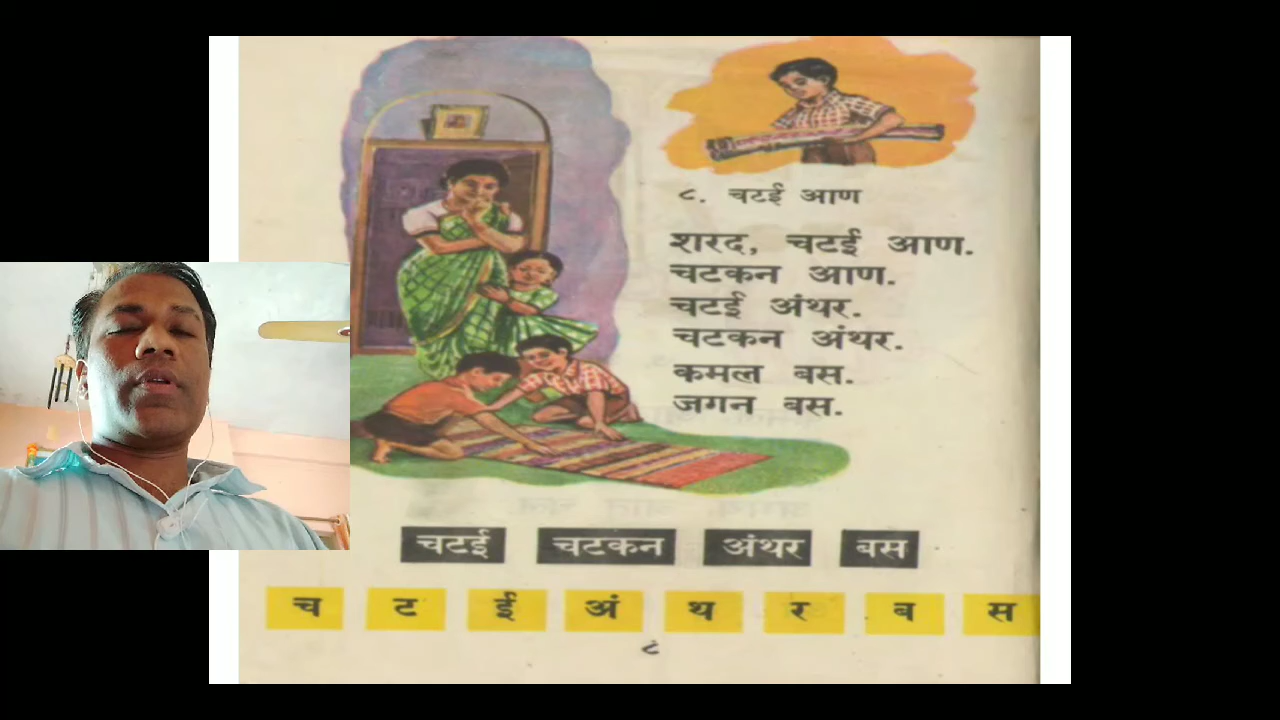 ८. चटई आण
शरद, चटई आण.
चटकन आण.
चटई अंथर.
चटकन अंथर.
कमल बस.
जगन बस.
चटई चटकन अंथर बस
च ट ई अं थ र ब स
८